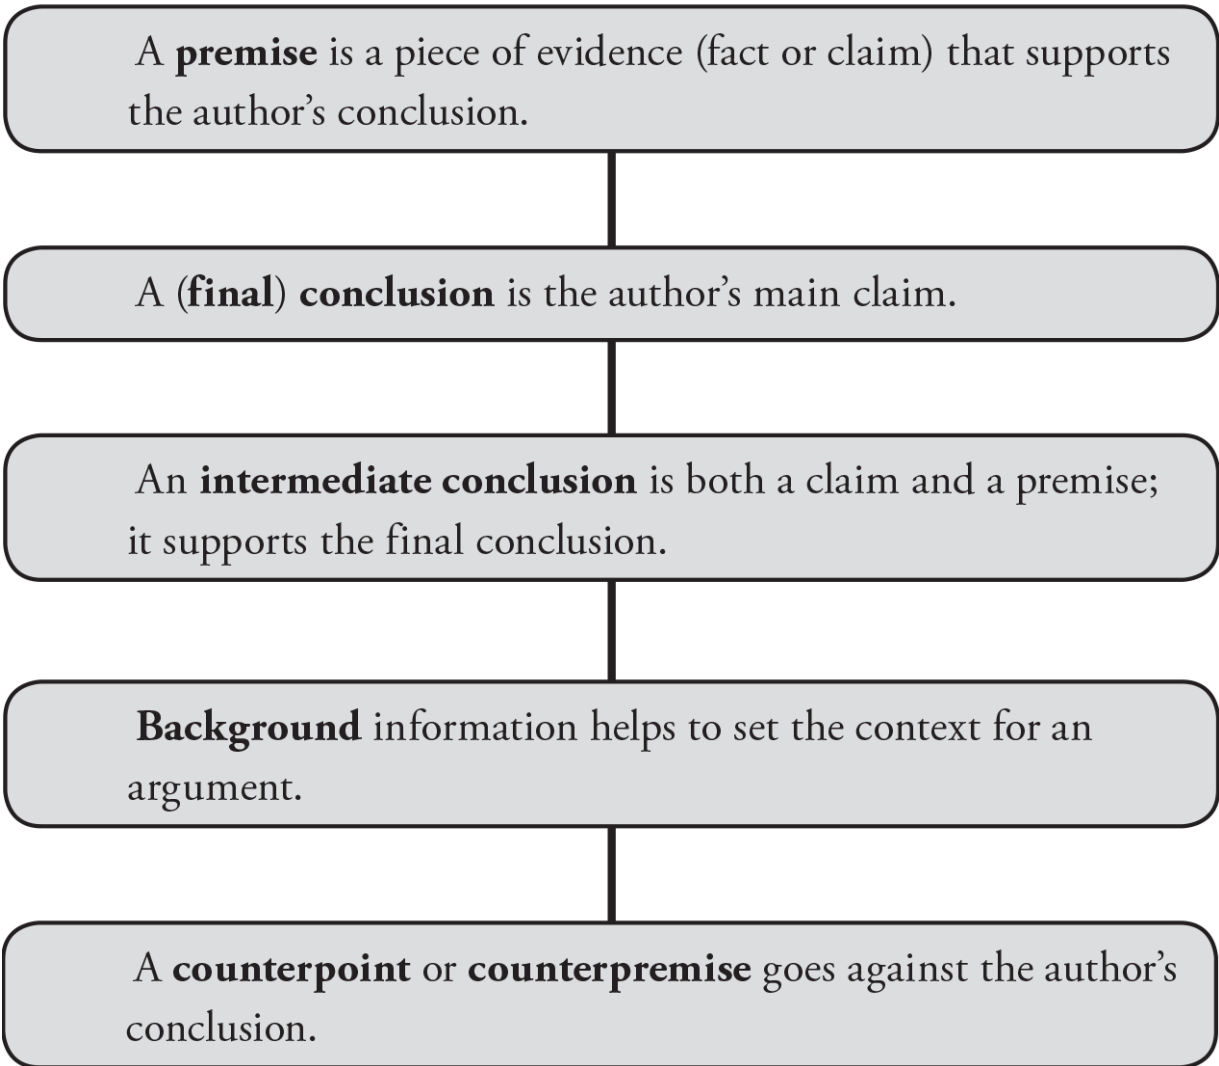 A premise is a piece of evidence (fact or claim) that supports
the author’s conclusion.
A (final) conclusion is the author’s main claim.
An intermediate conclusion is both a claim and a premise;
it supports the final conclusion.
Background information helps to set the context for an
argument.
A counterpoint or counterpremise goes against the author’s
conclusion.